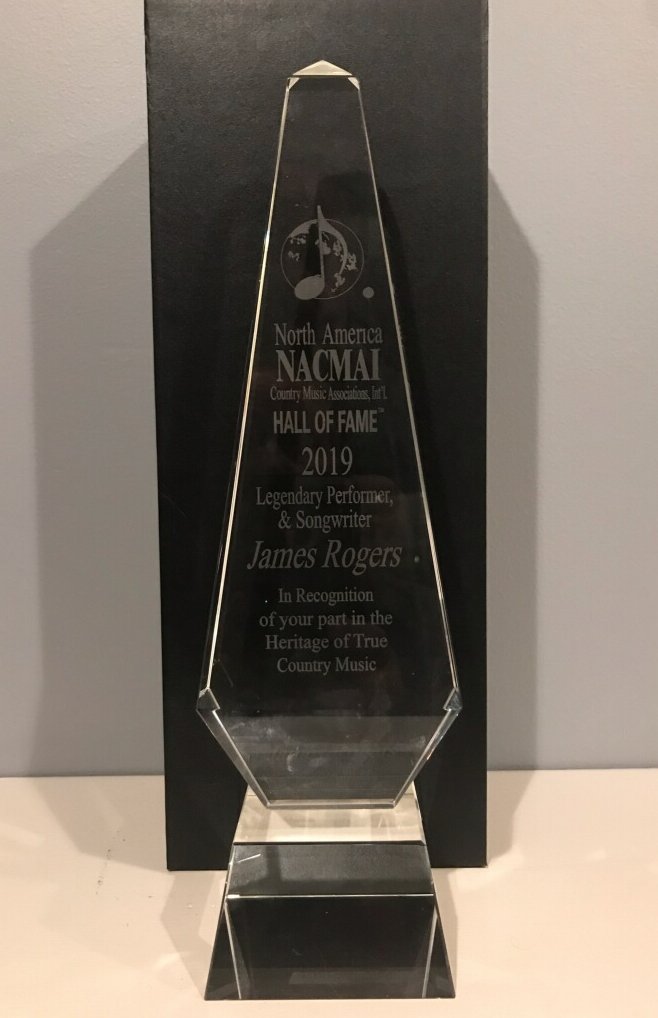 North America
NACMAI
Country Music Associations, Int'l.
HALL OF FAME™
2019
Legendary Performer,
& Songwriter
James Rogers
In Recognition
of your part in the
Heritage of True
Country Music